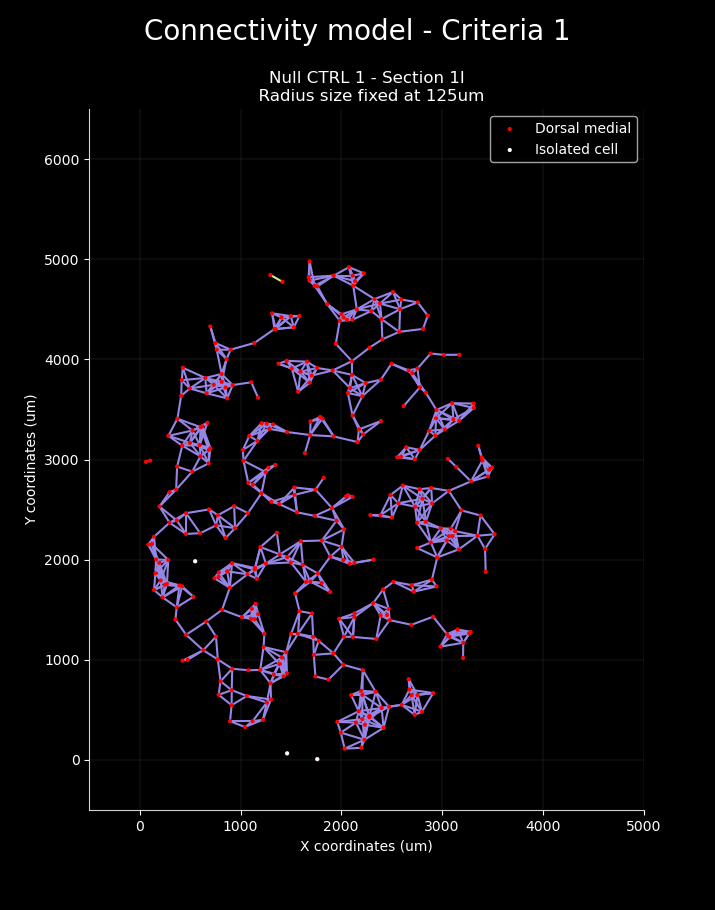 Connectivity model - Criteria 1
Null CTRL 1 - Section 1l
Radius size fixed at 125um
Dorsal medial
Isolated cell
6000
5000
4000
3000
2000
1000
0
Y coordinates (um)
0 1000 2000 3000 4000 5000
X coordinates (um)